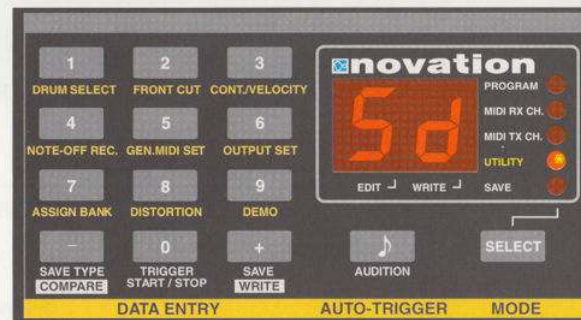 1
2
3
DRUM SELECT
FRONT CUT
CONT./VELOCITY
4
5
6
NOTE-OFF REC.
GEN.MIDI SET
OUTPUT SET
7
8
9
ASSIGN BANK
DISTORTION
DEMO
–
0
+
SAVE TYPE
COMPARE
TRIGGER
START / STOP
SAVE
WRITE
DATA ENTRY
novation
Sd
EDIT
WRITE
PROGRAM
MIDI RX CH.
MIDI TX CH.
UTILITY
SAVE
AUDITION
SELECT
AUTO-TRIGGER
MODE